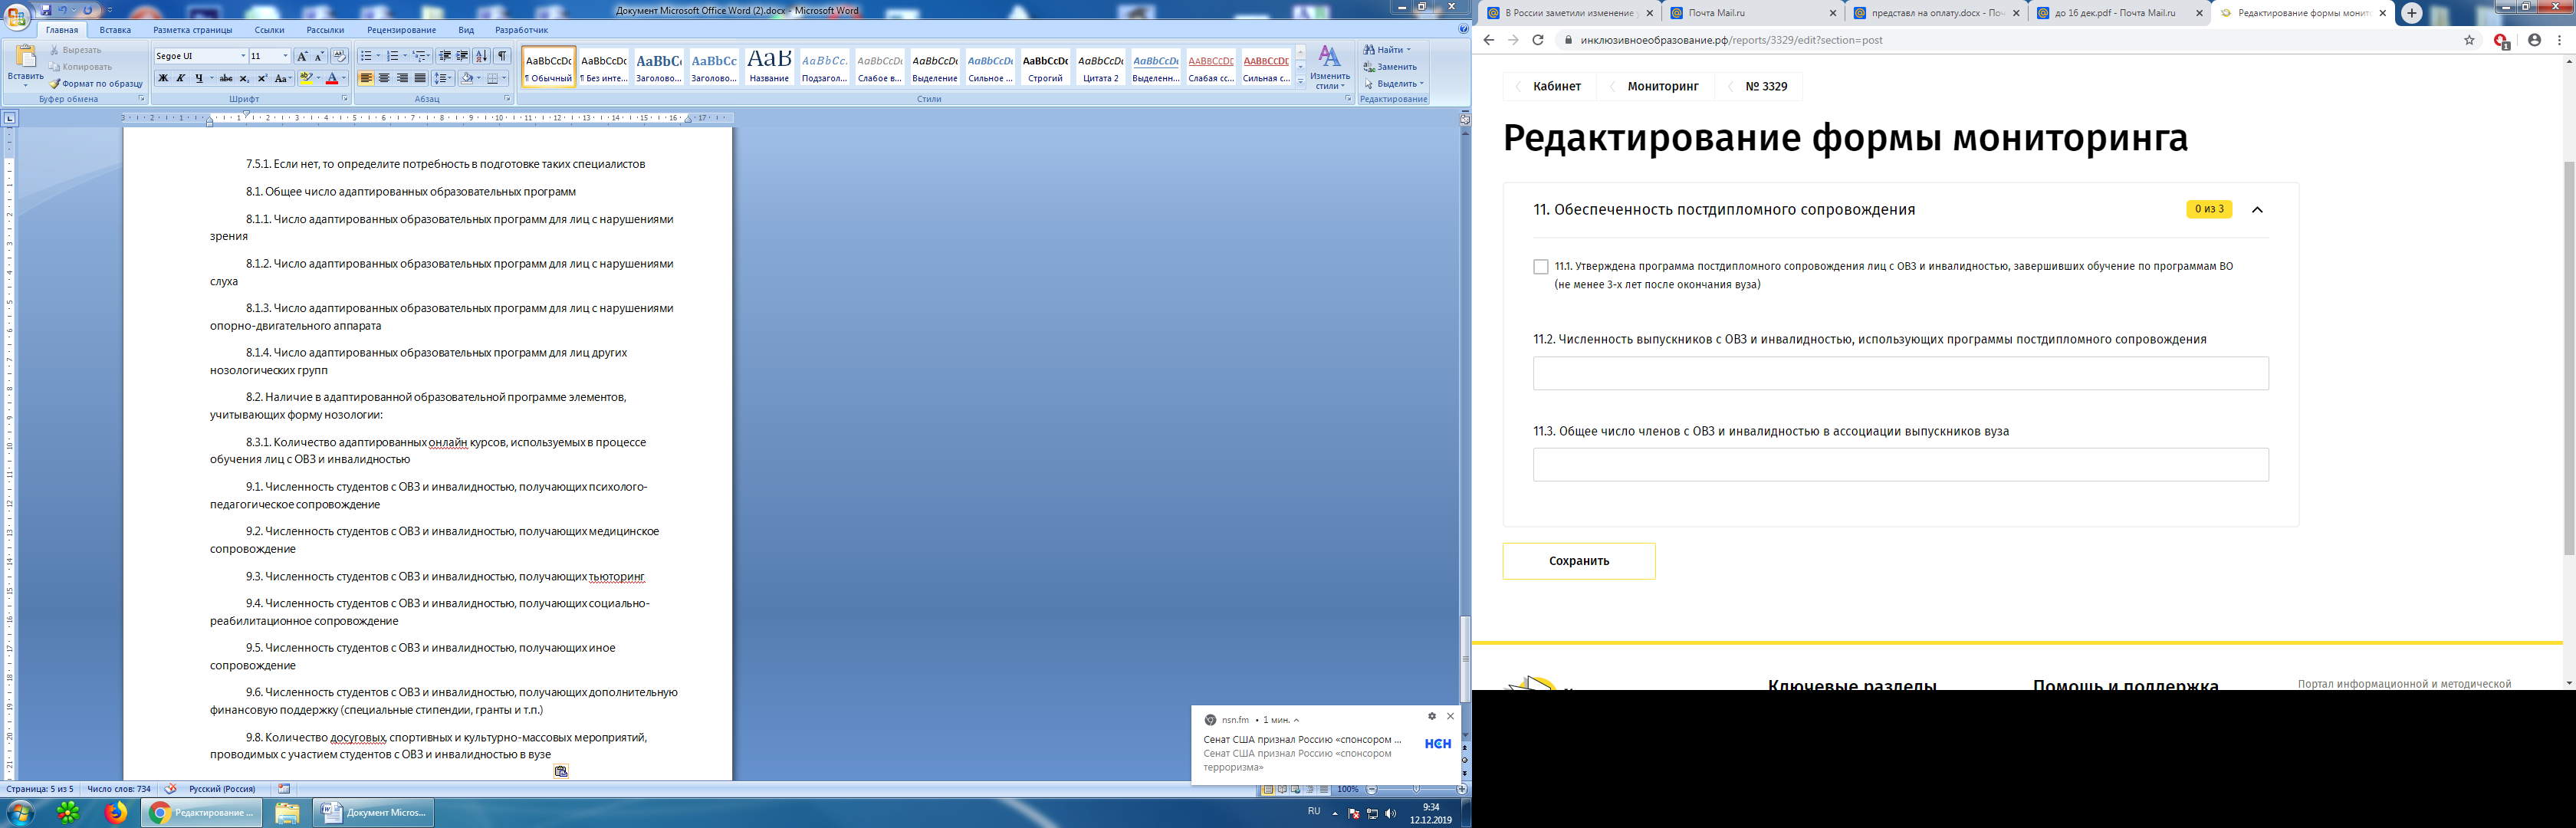 Документ Microsoft Office Word (2).docx - Microsoft Word
Главная Вставка Разметка страницы Ссылки Рассылки Рецензирование Вид Разработчик
Вставить
Вырезать
Копировать
Формат по образцу
Буфер обмена
Segoe UI 11
Шрифт
Абзац
¶ Обычный ¶ Без инте... Заголово... Заголово... Название Подзагол... Слабое в... Выделение Сильное ... Строгий Цитата 2 Выделенн... Слабая сс... Сильная с...
Изменить стили
Стили
Найти
Заменить
Выделить
Редактирование
7.5.1. Если нет, то определите потребность в подготовке таких специалистов
8.1. Общее число адаптированных образовательных программ
8.1.1. Число адаптированных образовательных программ для лиц с нарушениями
зрения
8.1.2. Число адаптированных образовательных программ для лиц с нарушениями
слуха
8.1.3. Число адаптированных образовательных программ для лиц с нарушениями
опорно-двигательного аппарата
8.1.4. Число адаптированных образовательных программ для лиц других
нозологических групп
8.2. Наличие в адаптированной образовательной программе элементов,
учитывающих форму нозологии:
8.3.1. Количество адаптированных онлайн курсов, используемых в процессе
обучения лиц с ОВЗ и инвалидностью
9.1. Численность студентов с ОВЗ и инвалидностью, получающих психолого-
педагогическое сопровождение
9.2. Численность студентов с ОВЗ и инвалидностью, получающих медицинское
сопровождение
9.3. Численность студентов с ОВЗ и инвалидностью, получающих тьюторинг
9.4. Численность студентов с ОВЗ и инвалидностью, получающих социально-
реабилитационное сопровождение
9.5. Численность студентов с ОВЗ и инвалидностью, получающих иное
сопровождение
9.6. Численность студентов с ОВЗ и инвалидностью, получающих дополнительную
финансовую поддержку (специальные стипендии, гранты и т.п.)
9.8. Количество досуговых, спортивных и культурно-массовых мероприятий,
проводимых с участием студентов с ОВЗ и инвалидностью в вузе
nsn.fm • 1 мин.
Сенат США признал Россию «спонсором ...
Сенат США признал Россию «спонсором
терроризма»
НСН
Страница: 5 из 5 Число слов: 734 Русский (Россия) 100%
Редактирование ... Документ Micros...
RU
9:34
12.12.2019
В России заметили изменение Почта Mail.ru представл на оплату.docx - Поч до 16 дек.pdf - Почта Mail.ru Редактирование формы монит
инклюзивноеобразование.рф/reports/3329/edit?section=post
Кабинет Мониторинг № 3329
Редактирование формы мониторинга
11. Обеспеченность постдипломного сопровождения 0 из 3
11.1. Утверждена программа постдипломного сопровождения лиц с ОВЗ и инвалидностью, завершивших обучение по программам ВО
(не менее 3-х лет после окончания вуза)
11.2. Численность выпускников с ОВЗ и инвалидностью, использующих программы постдипломного сопровождения
11.3. Общее число членов с ОВЗ и инвалидностью в ассоциации выпускников вуза
Сохранить
Ключевые разделы Помощь и поддержка Портал информационной и методической